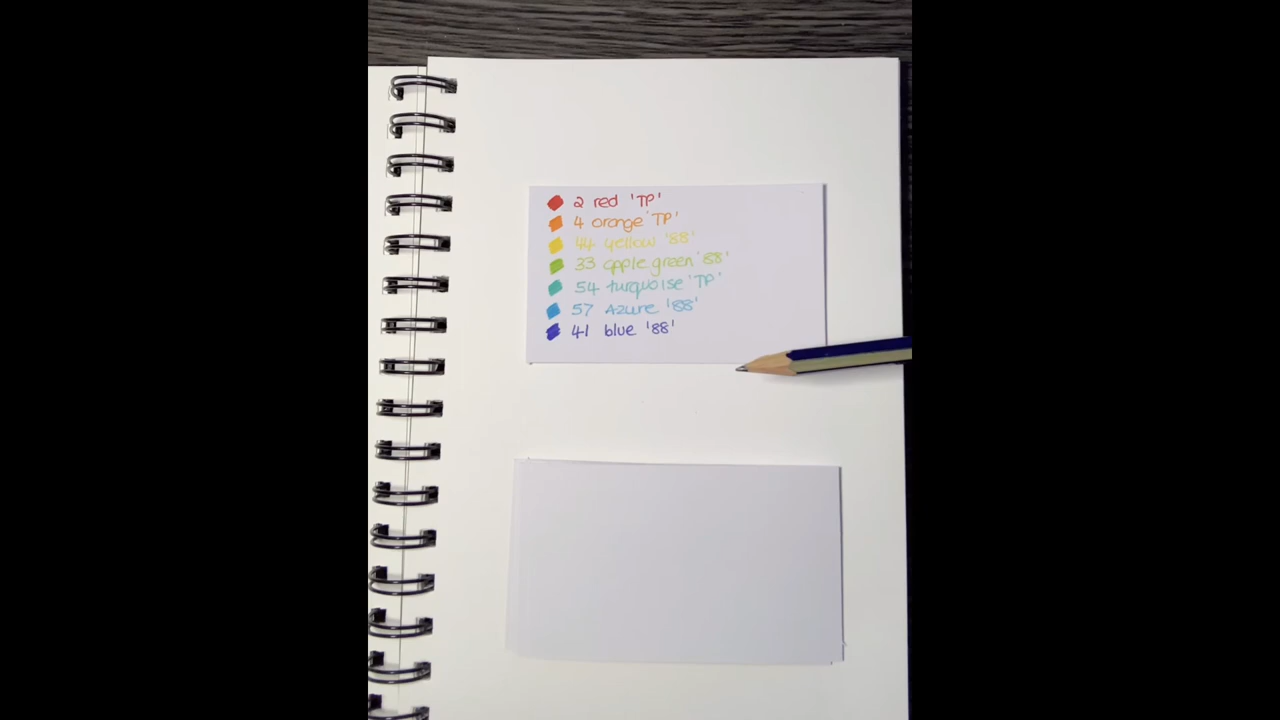 2 red 'TP'
4 orange 'TP'
44 yellow '88'
33 apple green '88'
54 turquoise 'TP'
57 Azure '88'
41 blue '88'